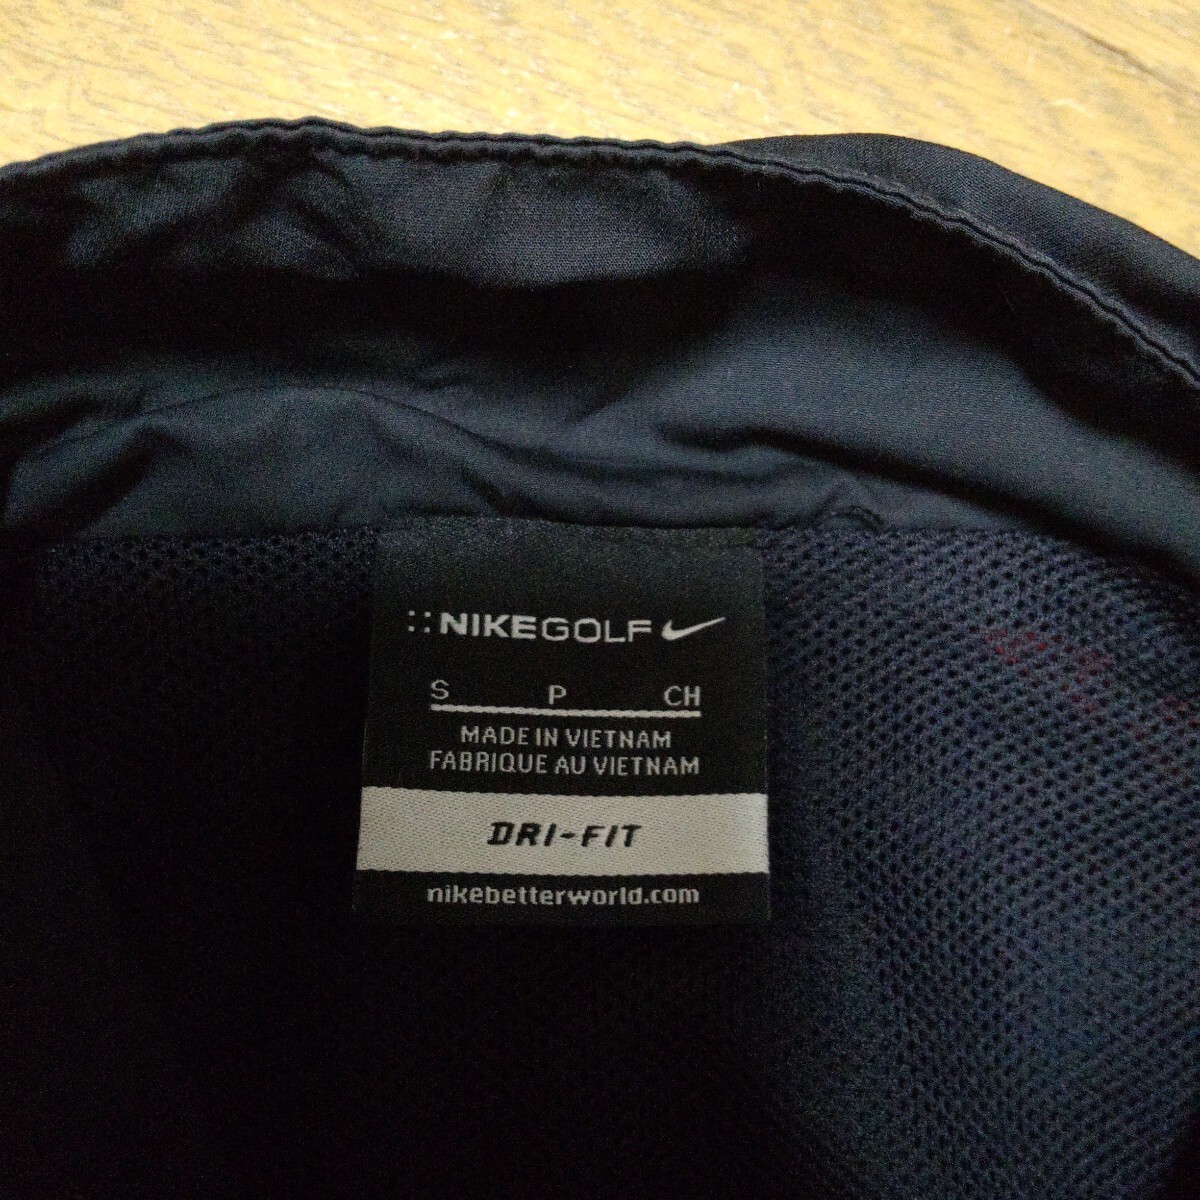 ::NIKEGOLF
S P CH
MADE IN VIETNAM
FABRIQUE AU VIETNAM
DRI-FIT
nikebetterworld.com